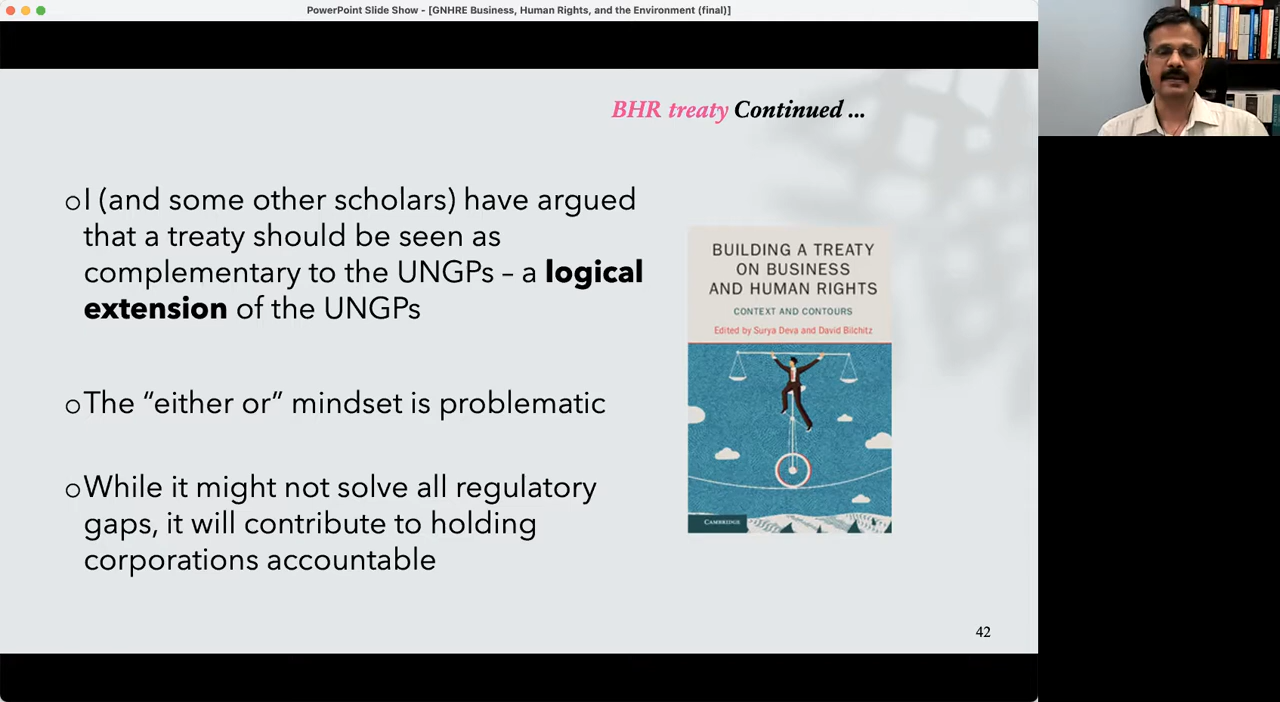 PowerPoint Slide Show - [GNHRE Business, Human Rights, and the Environment (final)]
BHR treaty Continued ...
I (and some other scholars) have argued
that a treaty should be seen as
complementary to the UNGPs – a logical
extension of the UNGPs
The “either or” mindset is problematic
While it might not solve all regulatory
gaps, it will contribute to holding
corporations accountable
BUILDING A TREATY
ON BUSINESS
AND HUMAN RIGHTS
CONTEXT AND CONTOURS
Edited by Surya Deva and David Bilchitz
CAMBRIDGE
42